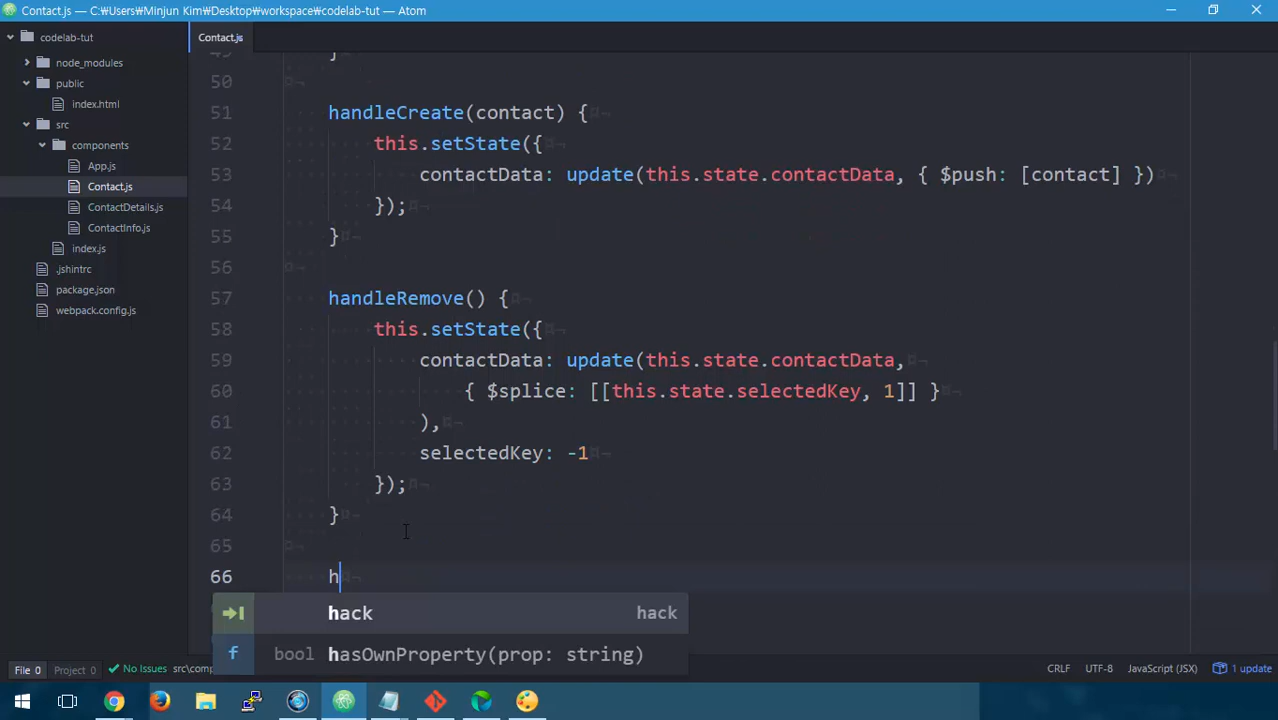 Contact.js — C:₩Users₩Minjun Kim₩Desktop₩workspace₩codelab-tut — Atom
codelab-tut
node_modules
public
index.html
src
components
App.js
Contact.js
ContactDetails.js
ContactInfo.js
index.js
.jshintrc
package.json
webpack.config.js
Contact.js
50
51 handleCreate(contact) {
52 this.setState({
53 contactData: update(this.state.contactData, { $push: [contact] })
54 });
55 }
56
57 handleRemove() {
58 this.setState({
59 contactData: update(this.state.contactData,
60 { $splice: [[this.state.selectedKey, 1]] }
61 ),
62 selectedKey: -1
63 });
64 }
65
66 h
hack hack
f bool hasOwnProperty(prop: string)
File 0 Project 0 No Issues src\comp CRLF UTF-8 JavaScript (JSX) 1 update